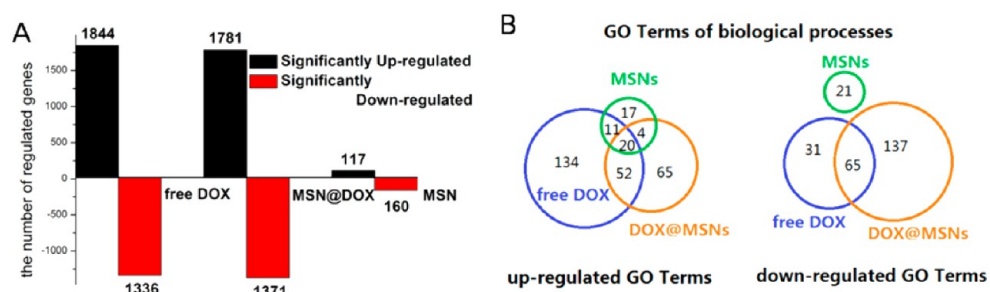 A
1844
1781
Significantly Up-regulated
Significantly
Down-regulated
the number of regulated genes
1500
1000
500
0
-500
-1000
117
160
free DOX
MSN@DOX
MSN
1336
1371
B
GO Terms of biological processes
MSNs
17
11
4
20
134
52
65
free DOX
DOX@MSNs
up-regulated GO Terms
MSNs
21
31
65
137
free DOX
DOX@MSNs
down-regulated GO Terms